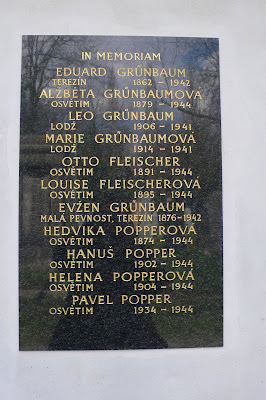 IN MEMORIAM
EDUARD GRÜNBAUM
TEREZÍN 1862 – 1942
ALŽBĚTA GRÜNBAUMOVÁ
OSVĚTIM 1879 – 1944
LEO GRÜNBAUM
LODŽ 1906 – 1941
MARIE GRŮNBAUMOVÁ
LODŽ 1914 – 1941
OTTO FLEISCHER
OSVĚTIM 1891 – 1944
LOUISE FLEISCHEROVÁ
OSVĚTIM 1895 – 1944
EVŽEN GRÜNBAUM
MALÁ PEVNOST, TEREZÍN 1876–1942
HEDVIKA POPPEROVÁ
OSVĚTIM 1874 – 1944
HANUŠ POPPER
OSVĚTIM 1902 – 1944
HELENA POPPEROVÁ
OSVĚTIM 1904 – 1944
PAVEL POPPER
OSVĚTIM 1934 – 1944